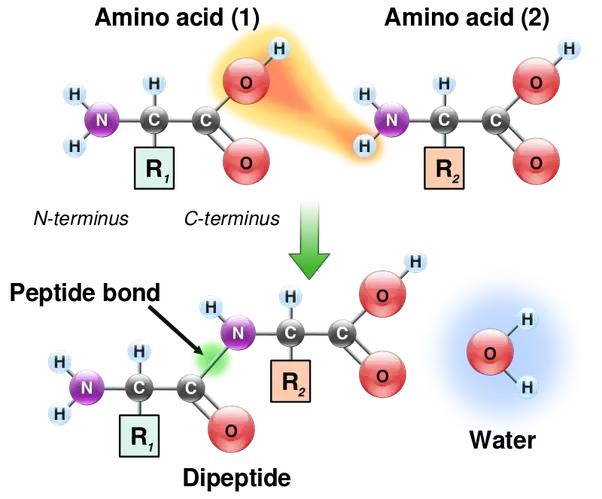 Amino acid (1)
Amino acid (2)
H
O
H
H
N
C
C
H
O
R1
H
O
H
H
N
C
C
H
O
R2
N-terminus
C-terminus
Peptide bond
H
H
H
O
N
C
C
O
R2
H
H
N
C
C
H
O
R1
Dipeptide
H
O
H
Water